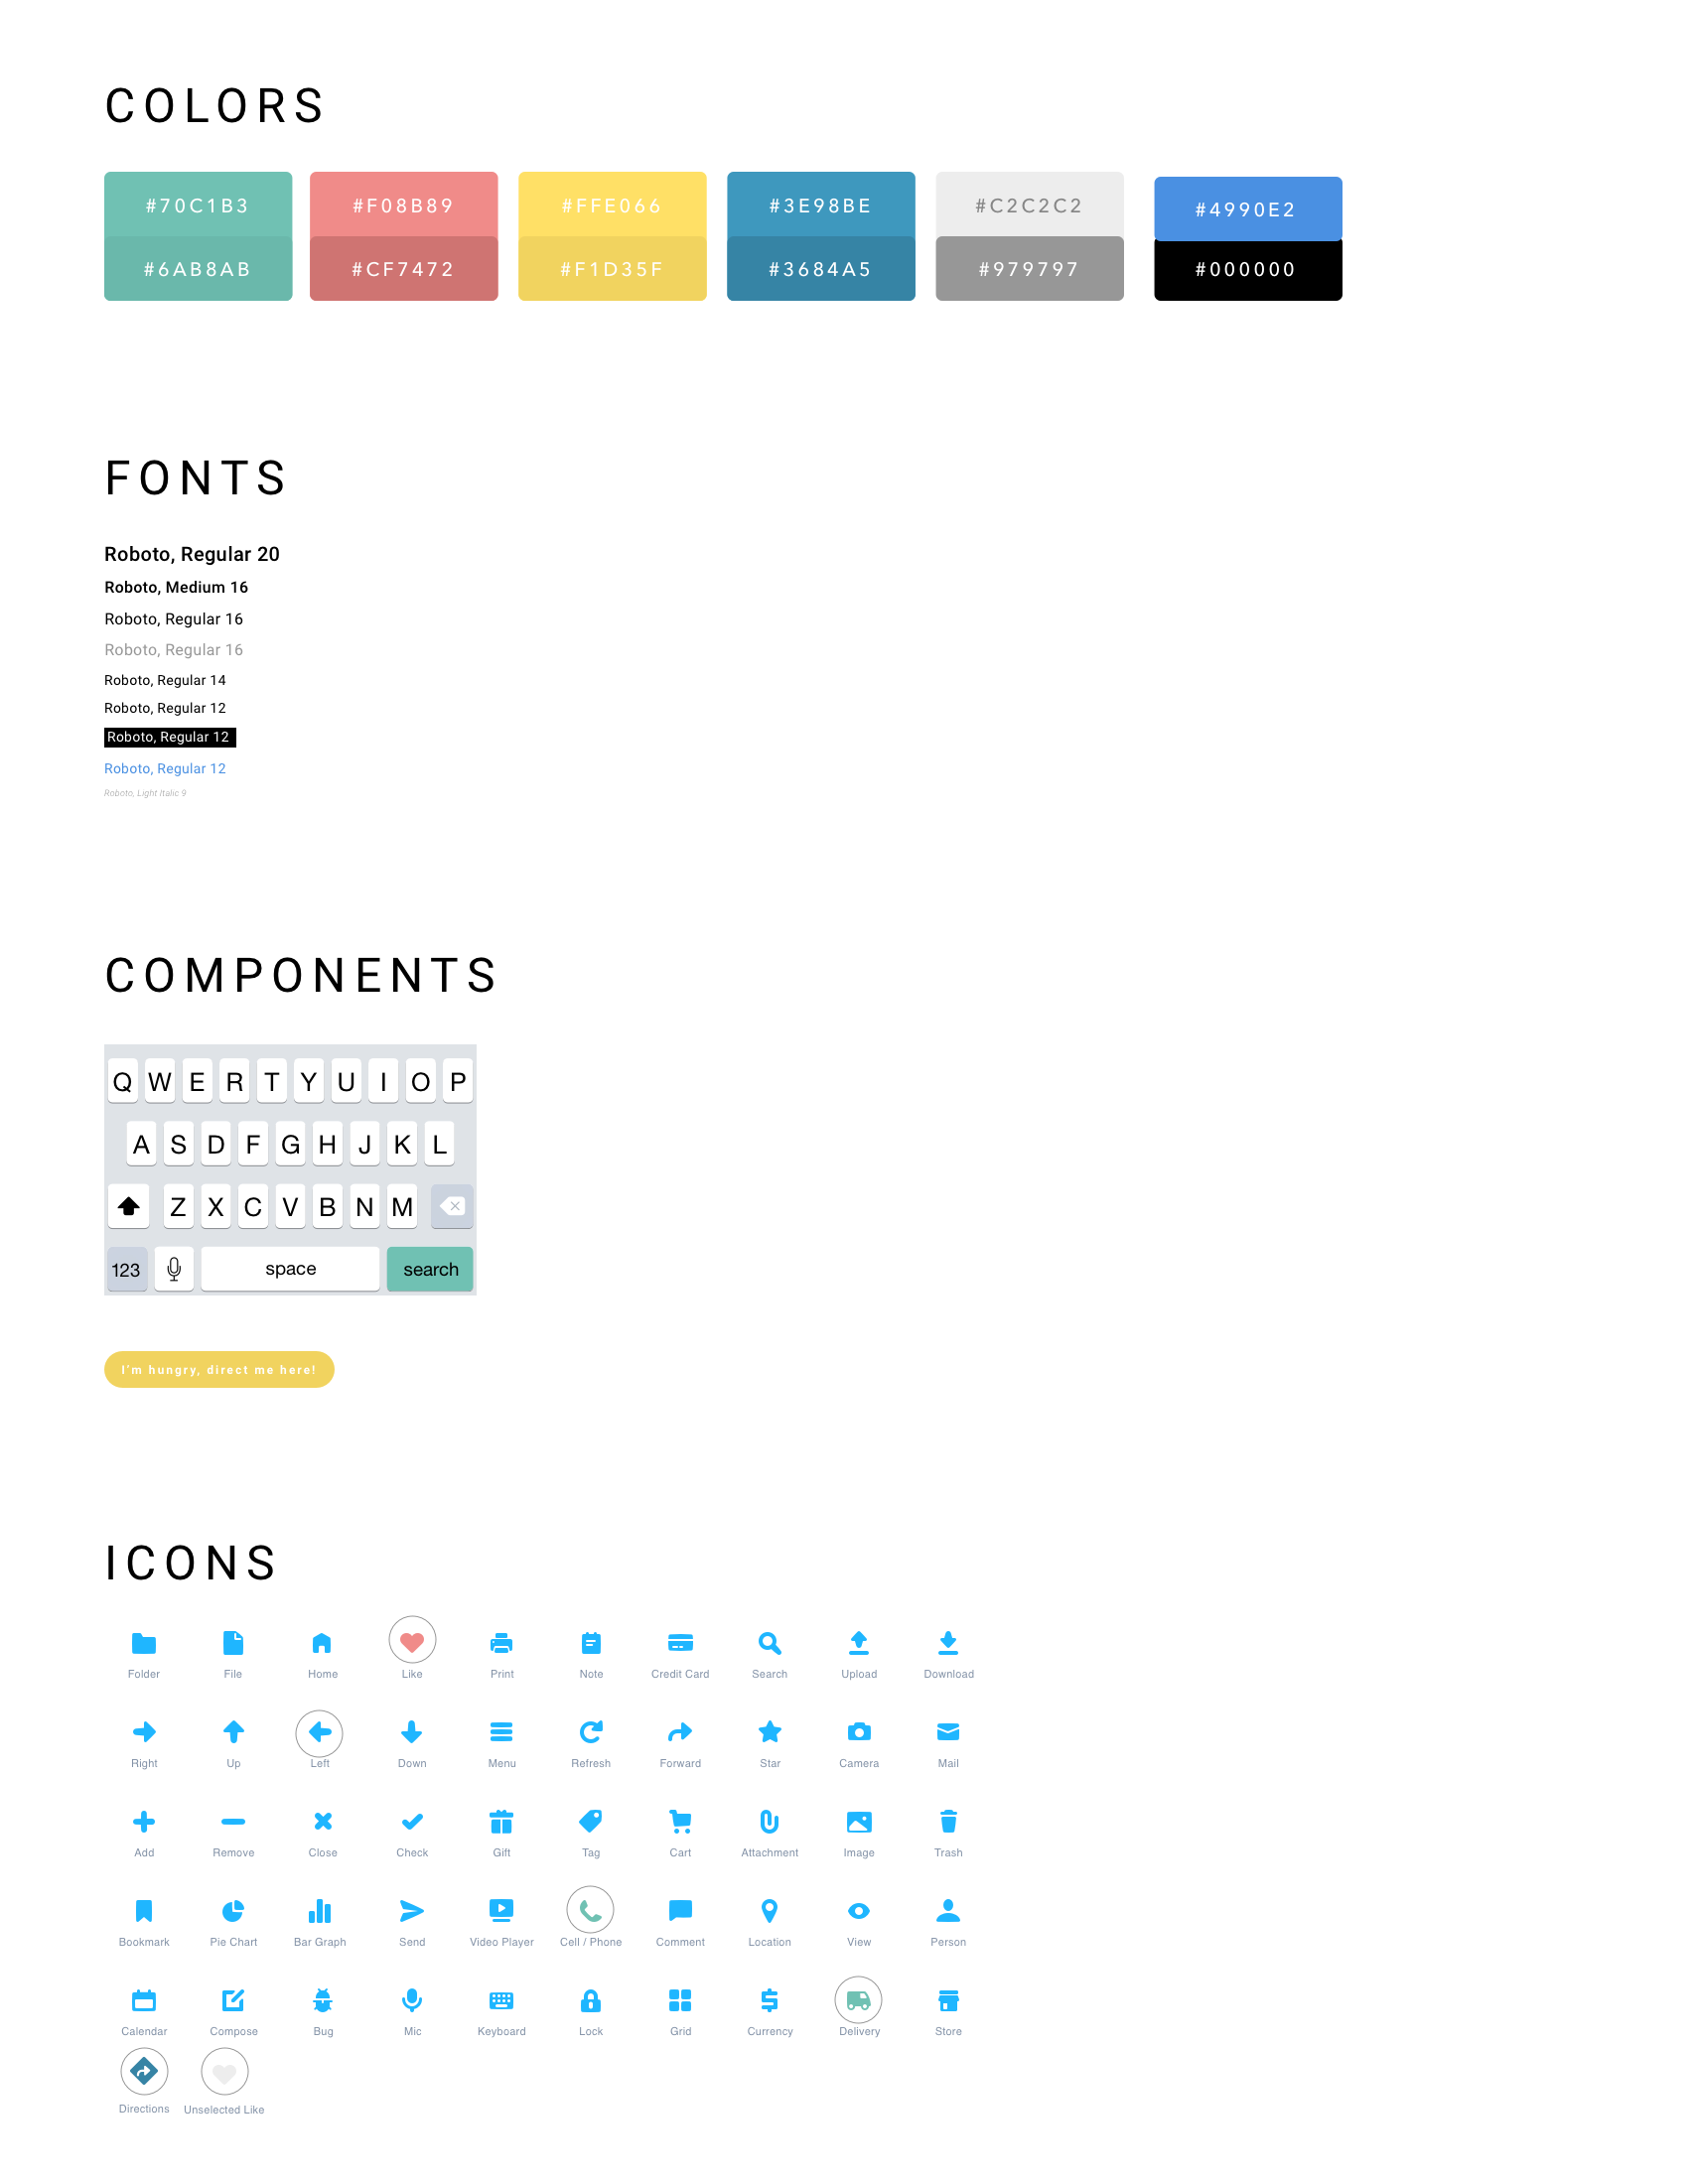 COLORS
#70C1B3 #F08B89 #FFE066 #3E98BE #C2C2C2 #4990E2
#6AB8AB #CF7472 #F1D35F #3684A5 #979797 #000000
FONTS
Roboto, Regular 20
Roboto, Medium 16
Roboto, Regular 16
Roboto, Regular 16
Roboto, Regular 14
Roboto, Regular 12
Roboto, Regular 12
Roboto, Regular 12
Roboto, Light Italic 9
COMPONENTS
Q W E R T Y U I O P
A S D F G H J K L
Z X C V B N M
123 space search
I'm hungry, direct me here!
ICONS
Folder File Home Like Print Note Credit Card Search Upload Download
Right Up Left Down Menu Refresh Forward Star Camera Mail
Add Remove Close Check Gift Tag Cart Attachment Image Trash
Bookmark Pie Chart Bar Graph Send Video Player Cell / Phone Comment Location View Person
Calendar Compose Bug Mic Keyboard Lock Grid Currency Delivery Store
Directions Unselected Like